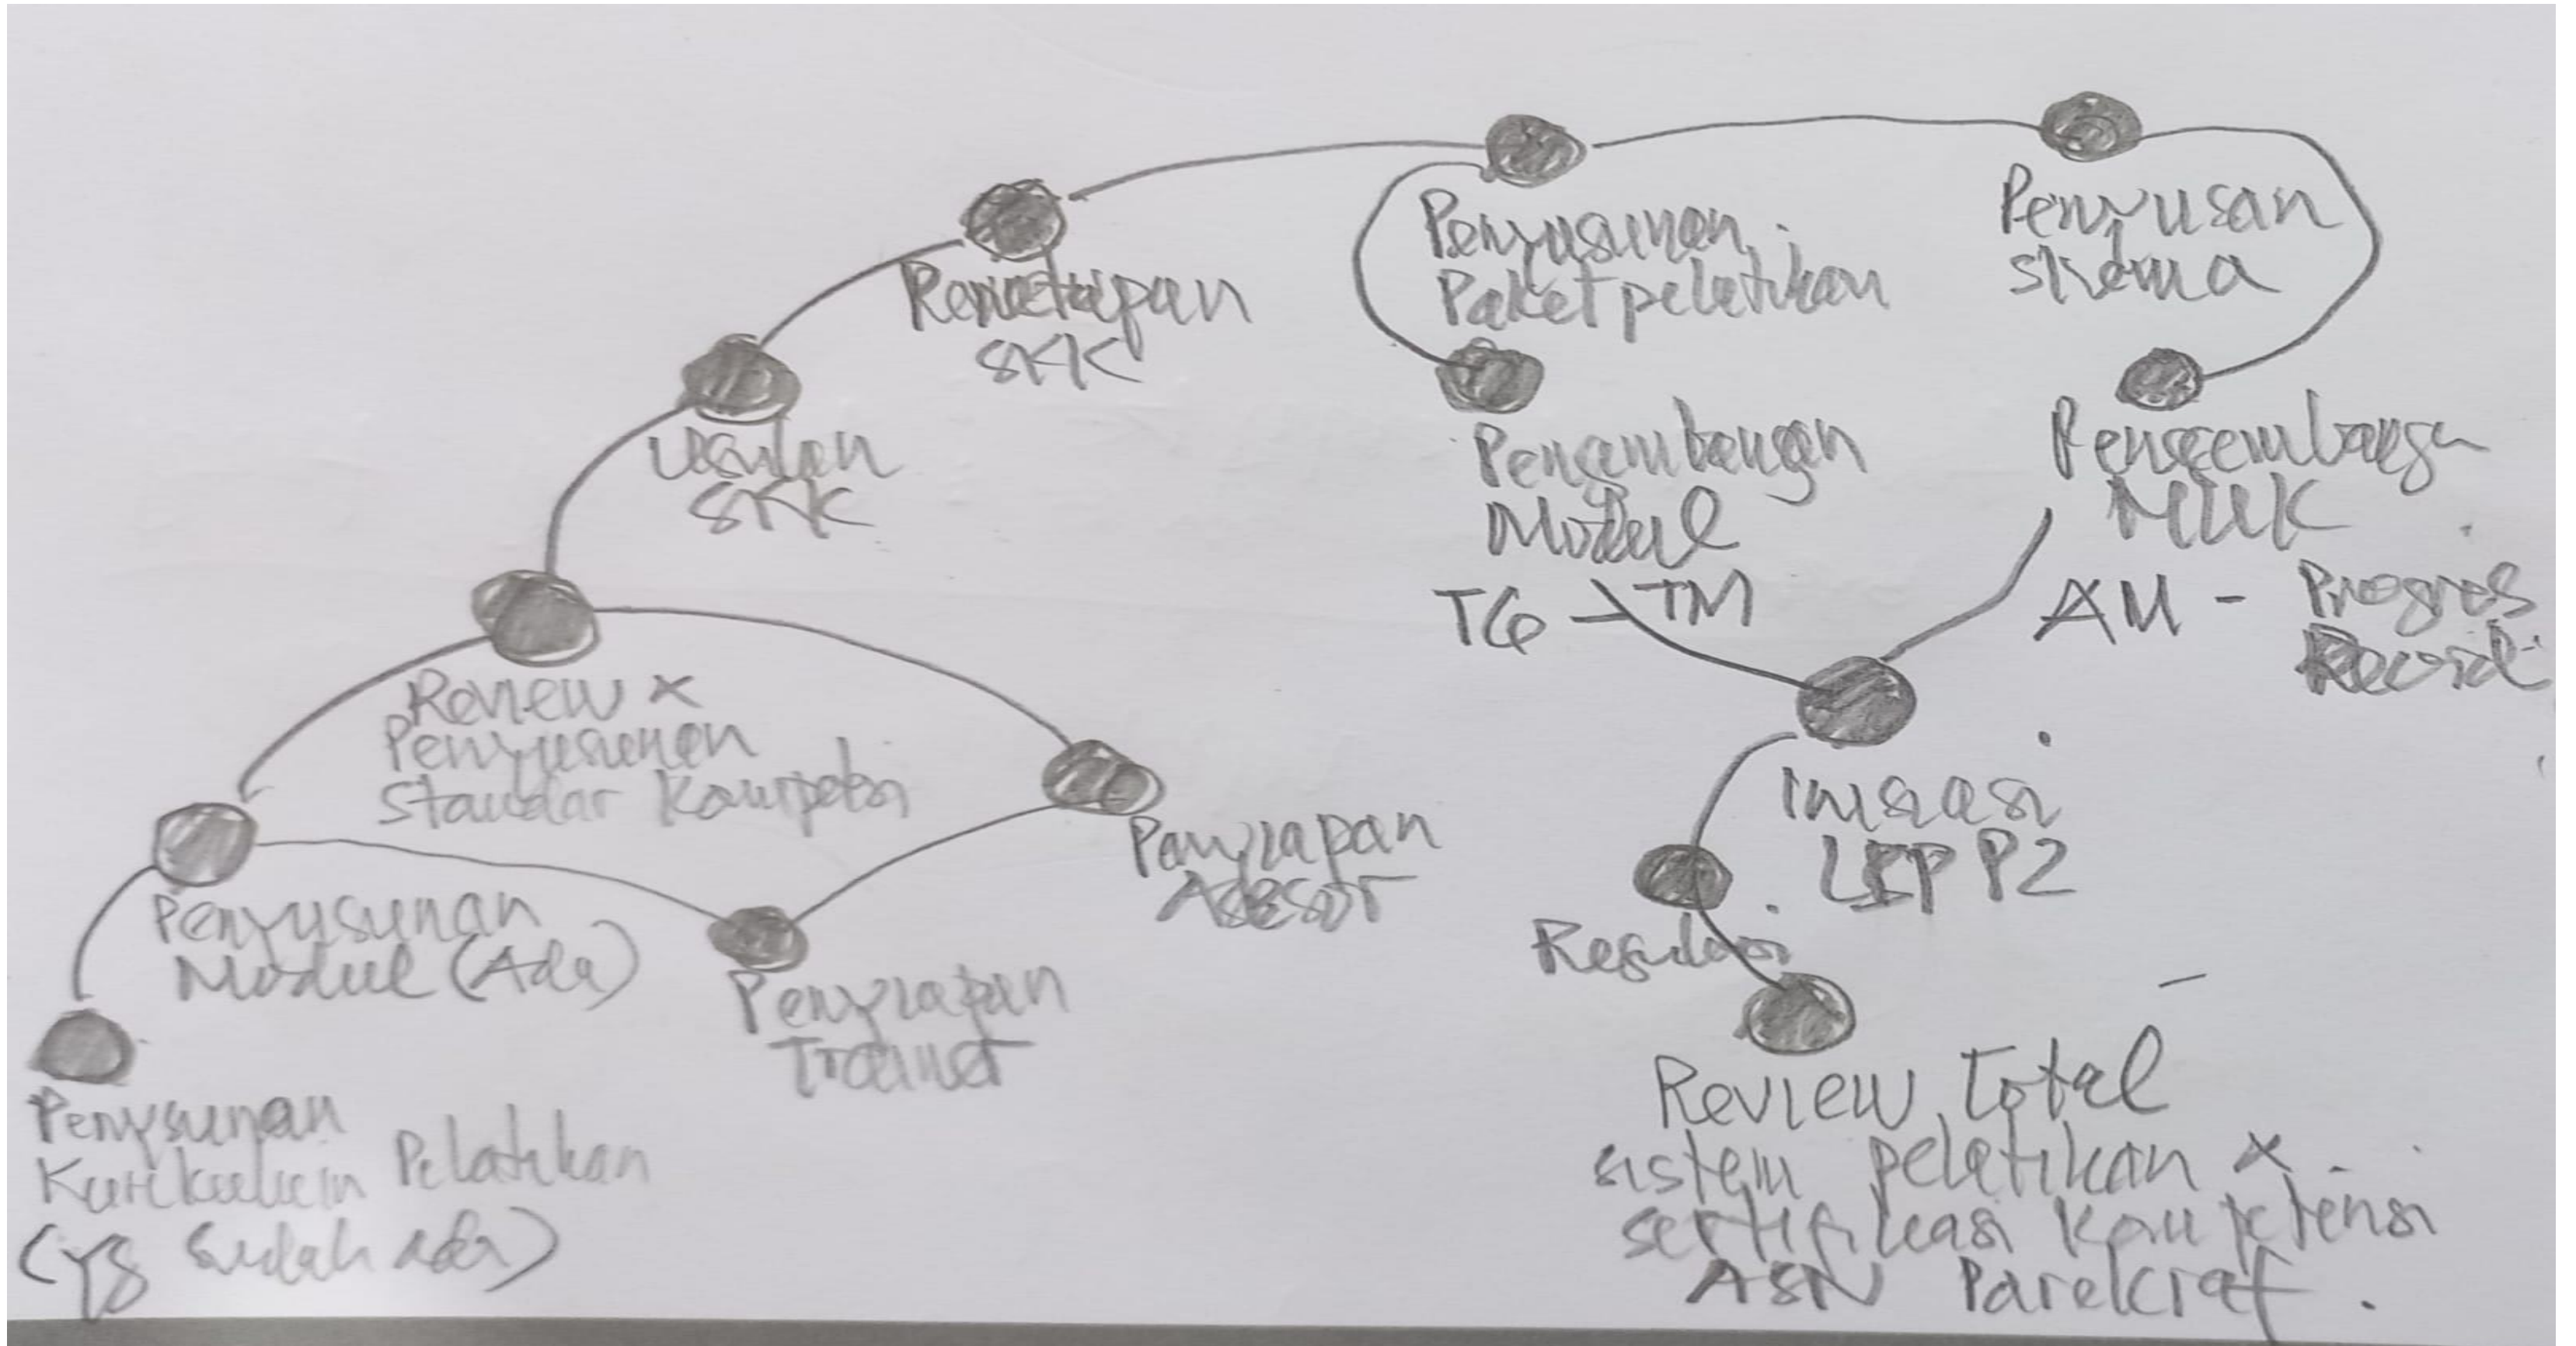 Penyusunan
Kurikulum Pelatihan
(yg sudah ada)
Penyusunan
Modul (Ada)
Penyiapan
Trainer
Penyiapan
Asesor
Review &
Penyusunan
Standar Kompetensi
Usulan
SKK
Penetapan
SKK
Penyusunan
Paket pelatihan
Pengembangan
Modul
TG - TM
Penyusan
skema
Pengembangan
MUK
AM - Progres
Record
Inisiasi
LSP P2
Regulasi
Review total
sistem pelatihan &
sertifikasi kompetensi
ASN Parekraf.